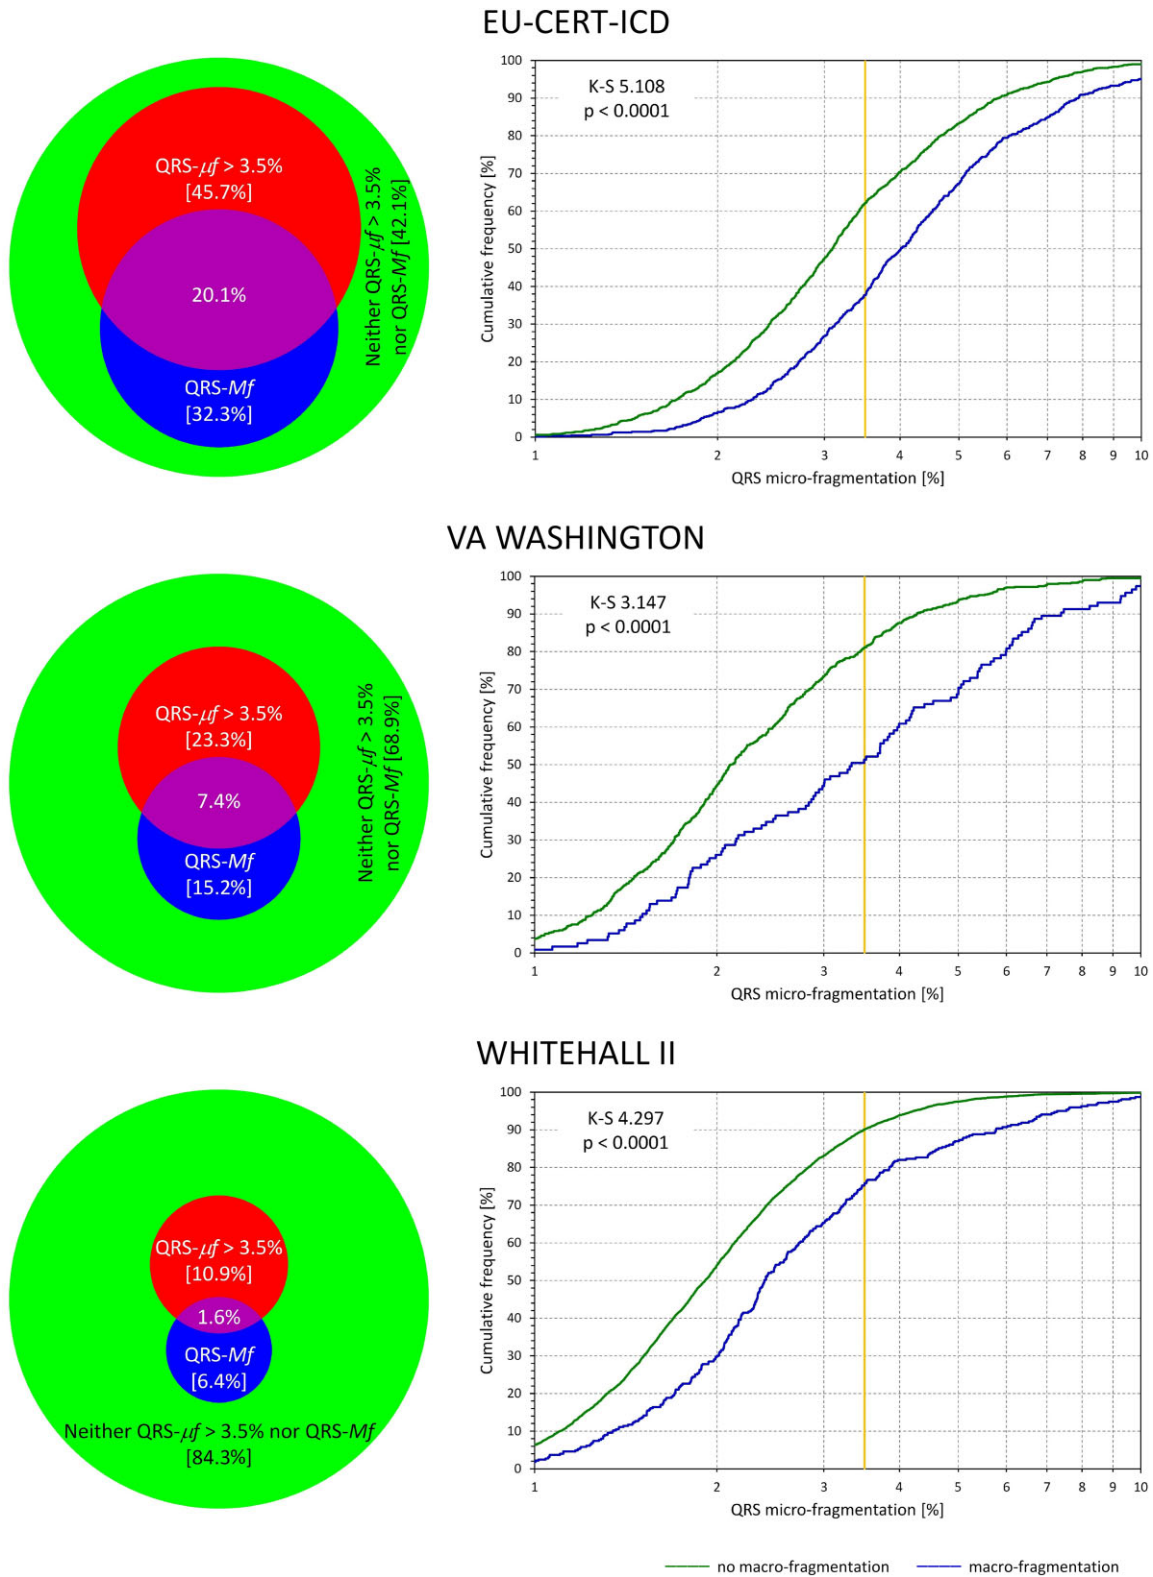 EU-CERT-ICD
QRS-μf > 3.5%
[45.7%]
20.1%
QRS-Mf
[32.3%]
Neither QRS-μf > 3.5%
nor QRS-Mf [42.1%]
K-S 5.108
p < 0.0001
Cumulative frequency [%]
100
90
80
70
60
50
40
30
20
10
0
1 2 3 4 5 6 7 8 9 10
QRS micro-fragmentation [%]
VA WASHINGTON
QRS-μf > 3.5%
[23.3%]
7.4%
QRS-Mf
[15.2%]
Neither QRS-μf > 3.5%
nor QRS-Mf [68.9%]
K-S 3.147
p < 0.0001
Cumulative frequency [%]
100
90
80
70
60
50
40
30
20
10
0
1 2 3 4 5 6 7 8 9 10
QRS micro-fragmentation [%]
WHITEHALL II
QRS-μf > 3.5%
[10.9%]
1.6%
QRS-Mf
[6.4%]
Neither QRS-μf > 3.5% nor QRS-Mf
[84.3%]
K-S 4.297
p < 0.0001
Cumulative frequency [%]
100
90
80
70
60
50
40
30
20
10
0
1 2 3 4 5 6 7 8 9 10
QRS micro-fragmentation [%]
no macro-fragmentation macro-fragmentation